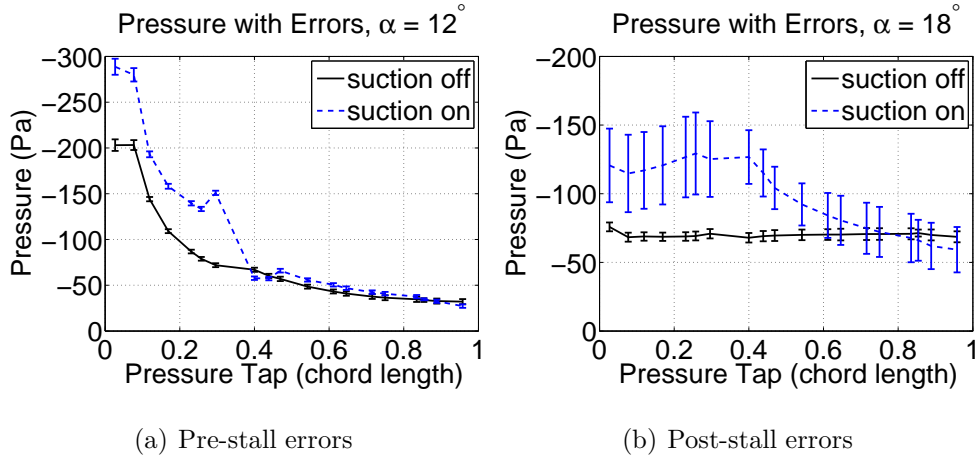 Pressure with Errors, α = 12°
−300
−250
−200
−150
−100
−50
0
0
0.2
0.4
0.6
0.8
1
Pressure (Pa)
Pressure Tap (chord length)
suction off
suction on
(a) Pre-stall errors
Pressure with Errors, α = 18°
−200
−150
−100
−50
0
0
0.2
0.4
0.6
0.8
1
Pressure (Pa)
Pressure Tap (chord length)
suction off
suction on
(b) Post-stall errors